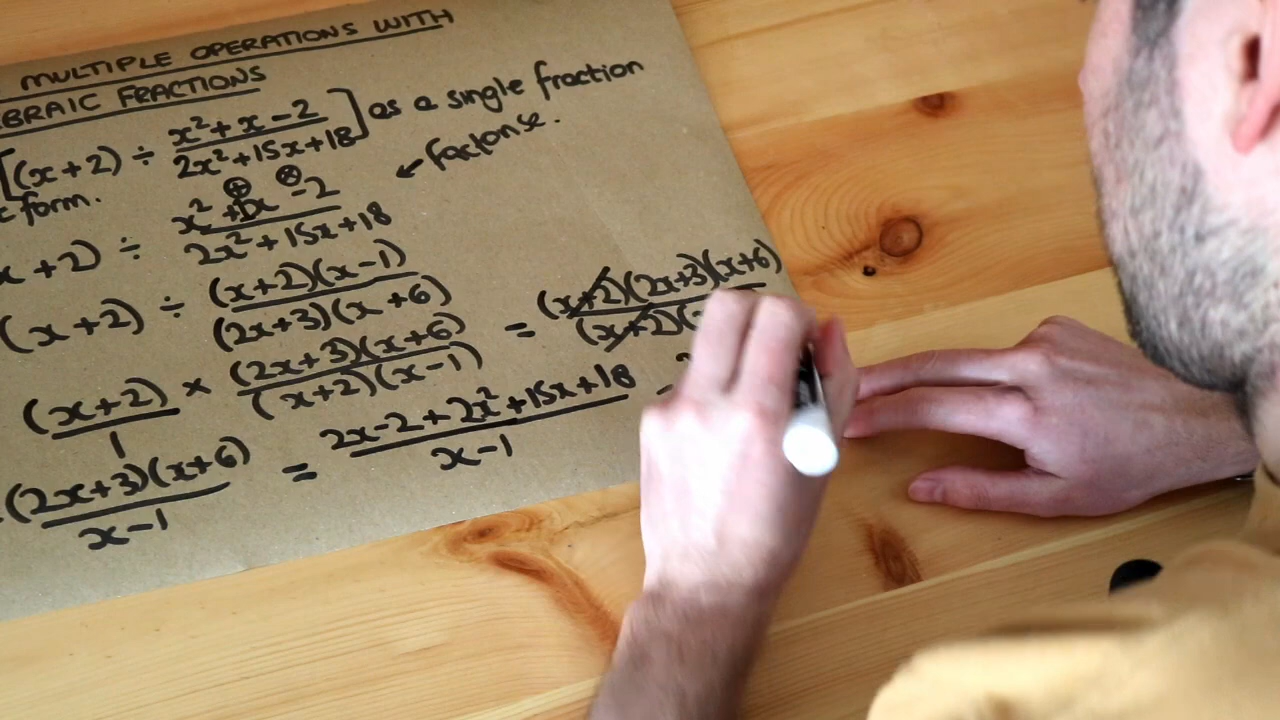 MULTIPLE OPERATIONS WITH
BRAIC FRACTIONS
[(x+2) ÷ (x²+x-2)/(2x²+15x+18)] as a single fraction
form.
x+2) ÷ (x²+1x-2)/(2x²+15x+18) ← factorise.
(x+2) ÷ (x+2)(x-1)/(2x+3)(x+6)
(x+2)/1 × (2x+3)(x+6)/(x+2)(x-1) = (x+2)(2x+3)(x+6)/(x+2)(
(2x+3)(x+6)/x-1 = 2x-2+2x²+15x+18/x-1